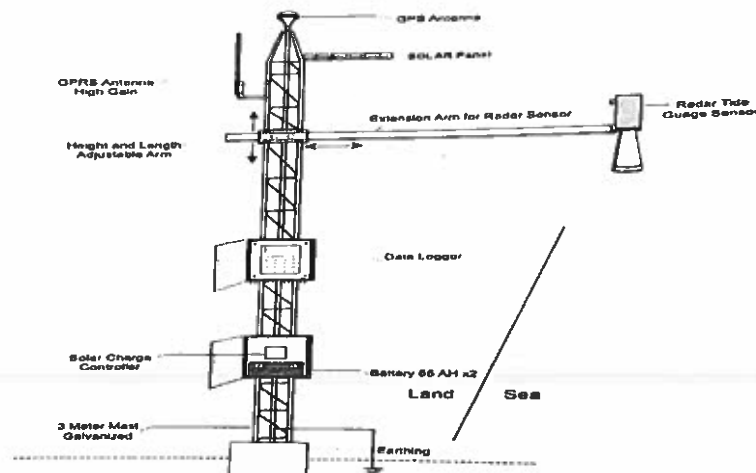 GPS Antenna
SOLAR Panel
GPRS Antenna
High Gain
Extension Arm for Radar Sensor
Radar Tide
Guage Sensor
Height and Length
Adjustable Arm
Data Logger
Solar Charge
Controller
Battery 65 AH x2
Land
Sea
3 Meter Mast
Galvanized
Earthing